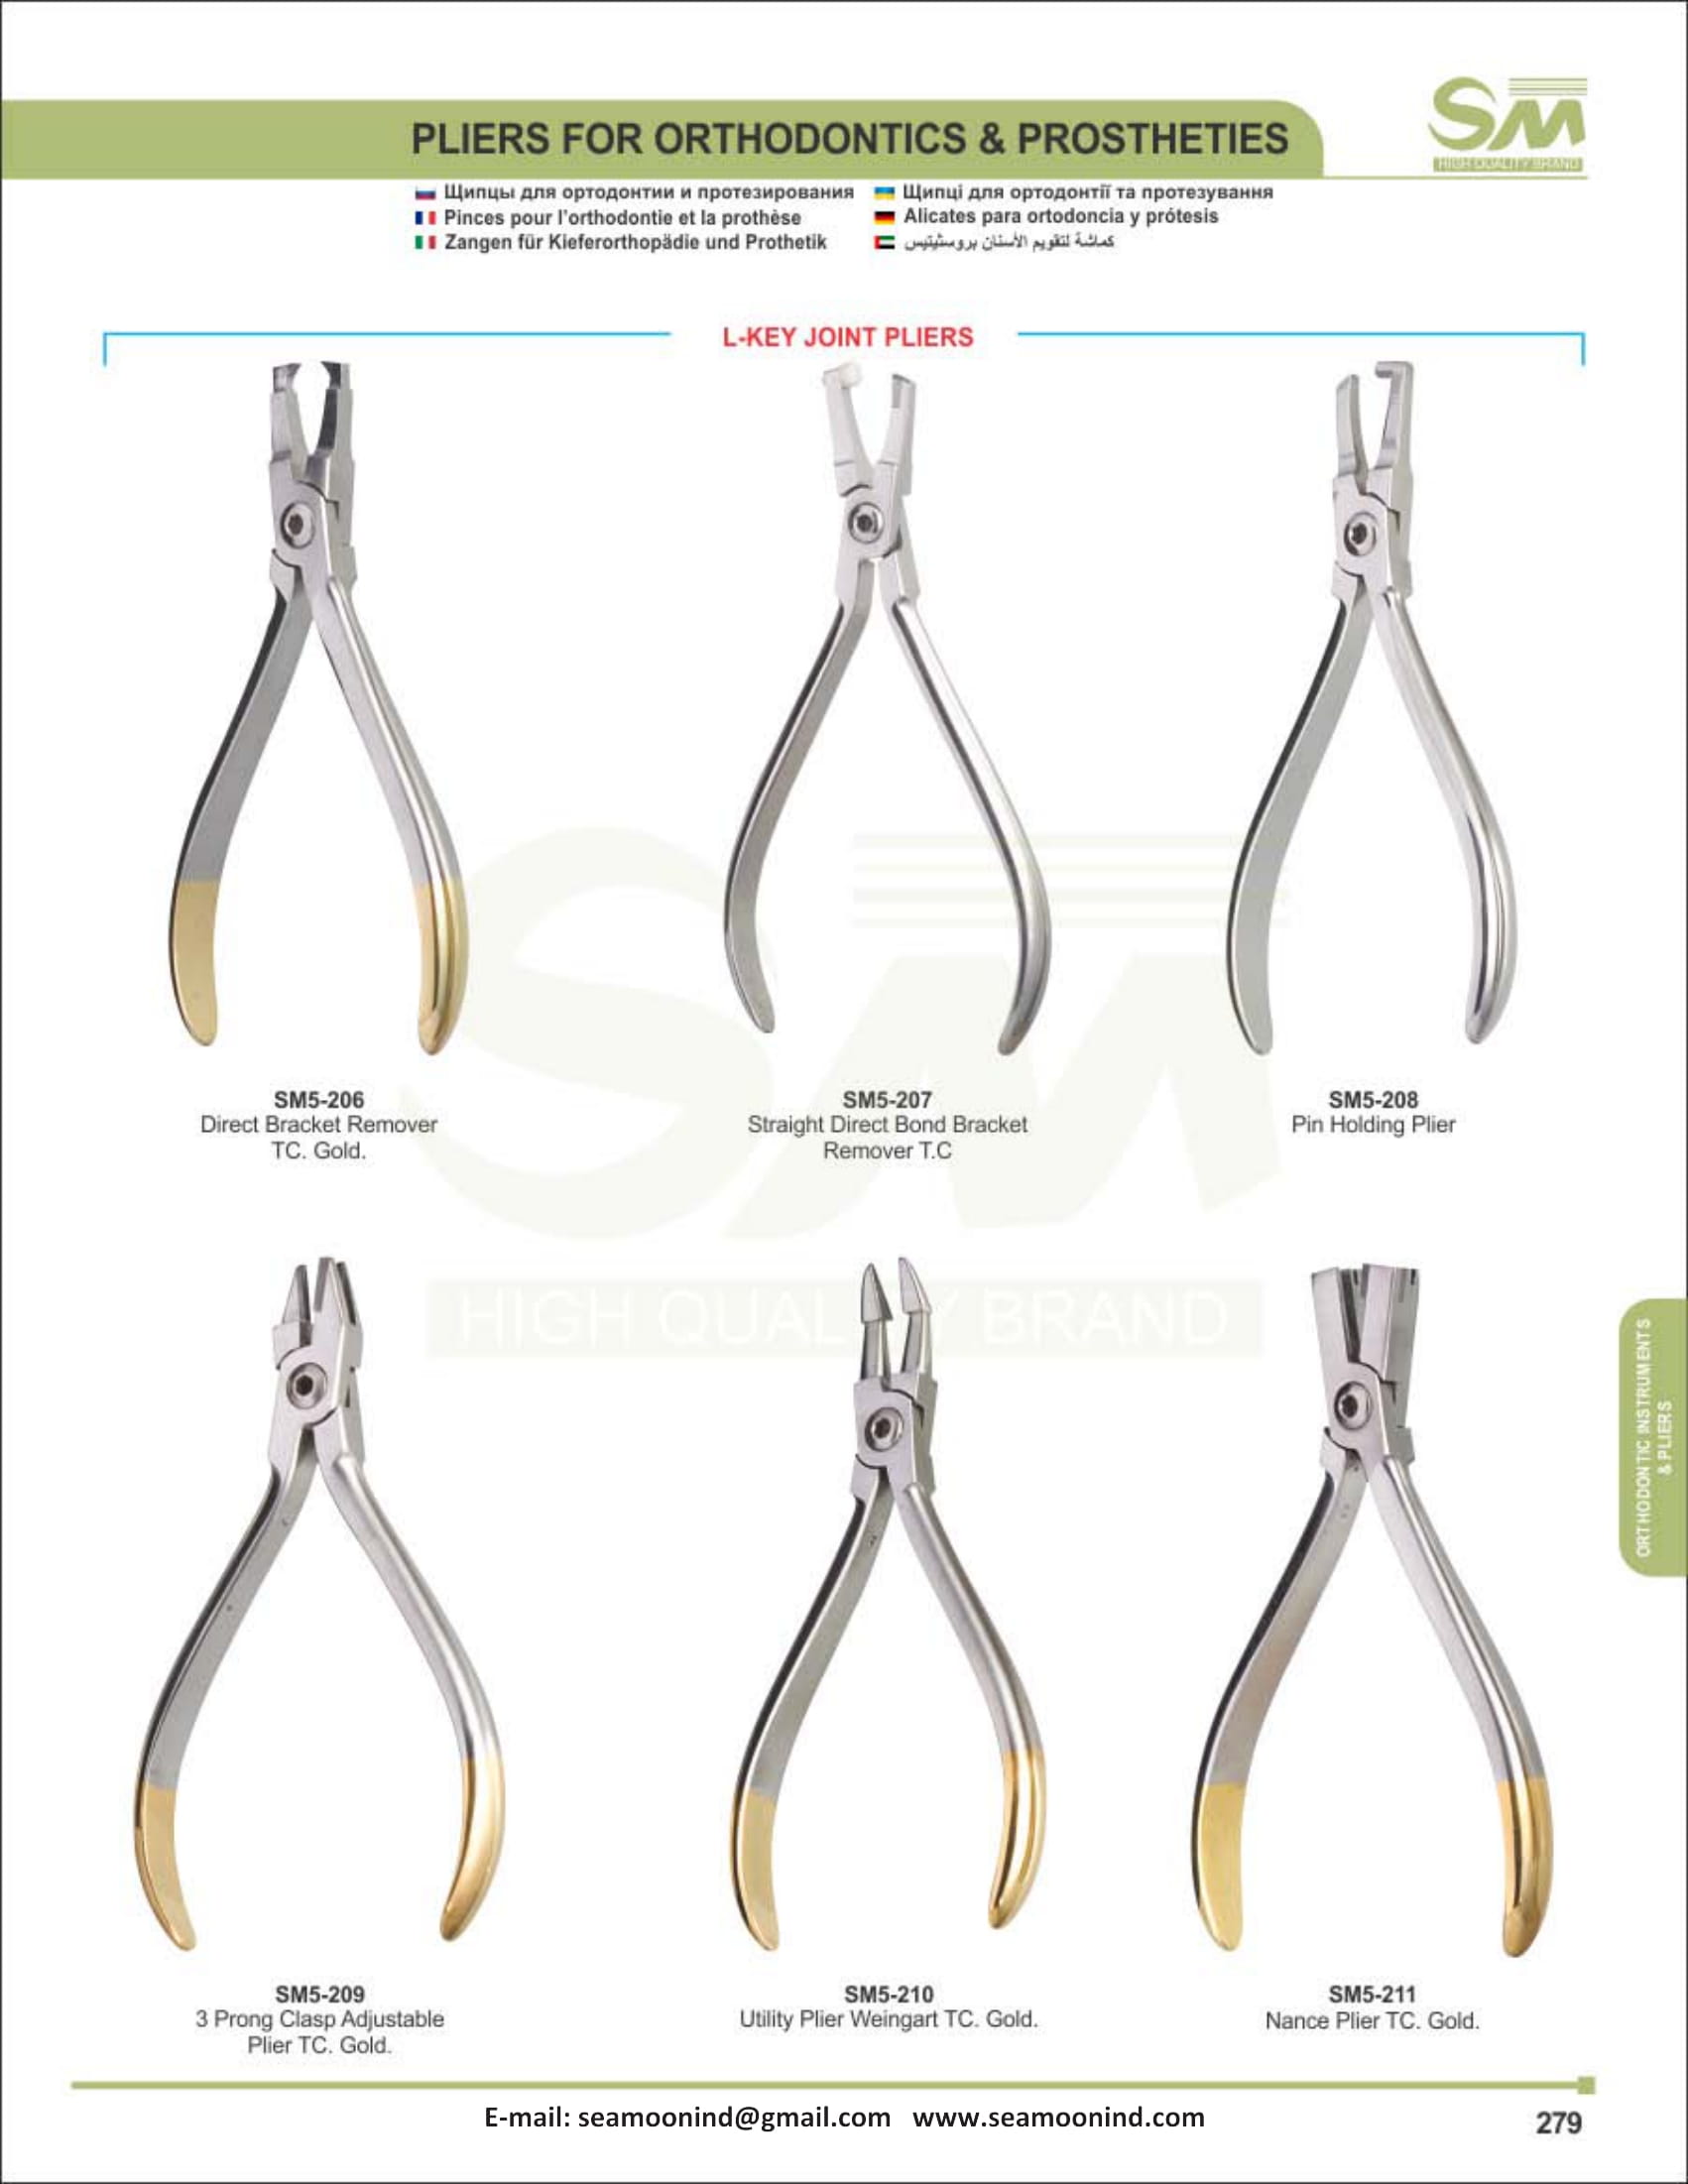 SM
HIGH QUALITY BRAND
PLIERS FOR ORTHODONTICS & PROSTHETIES
Щипцы для ортодонтии и протезирования
Щипці для ортодонтії та протезування
Pinces pour l'orthodontie et la prothèse
Alicates para ortodoncia y prótesis
Zangen für Kieferorthopädie und Prothetik
كماشة لتقويم الأسنان بروستيتيس
L-KEY JOINT PLIERS
SM5-206
Direct Bracket Remover
TC. Gold.
SM5-207
Straight Direct Bond Bracket
Remover T.C
SM5-208
Pin Holding Plier
SM
HIGH QUAL Y BRAND
ORTHODONTIC INSTRUMENTS
& PLIERS
SM5-209
3 Prong Clasp Adjustable
Plier TC. Gold.
SM5-210
Utility Plier Weingart TC. Gold.
SM5-211
Nance Plier TC. Gold.
E-mail: seamoonind@gmail.com www.seamoonind.com
279